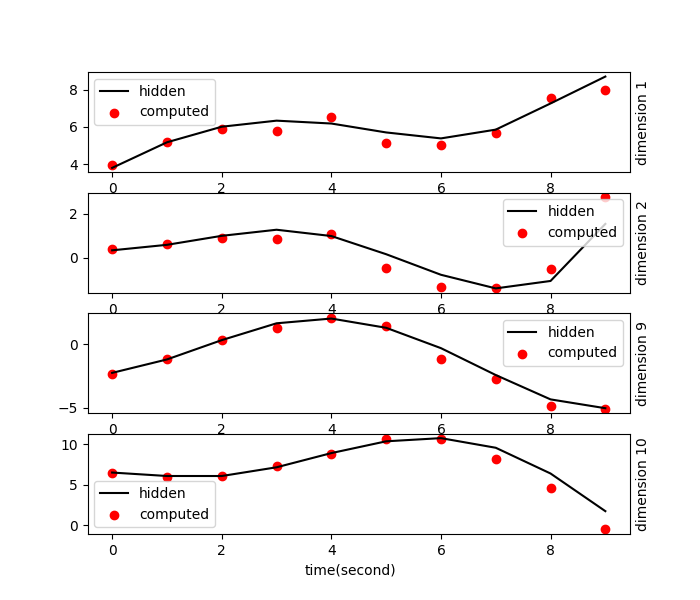 8
6
4
hidden
computed
0
2
4
6
8
dimension 1
2
0
hidden
computed
0
2
4
6
8
dimension 2
0
−5
hidden
computed
0
2
4
6
8
dimension 9
10
5
0
hidden
computed
0
2
4
6
8
dimension 10
time(second)